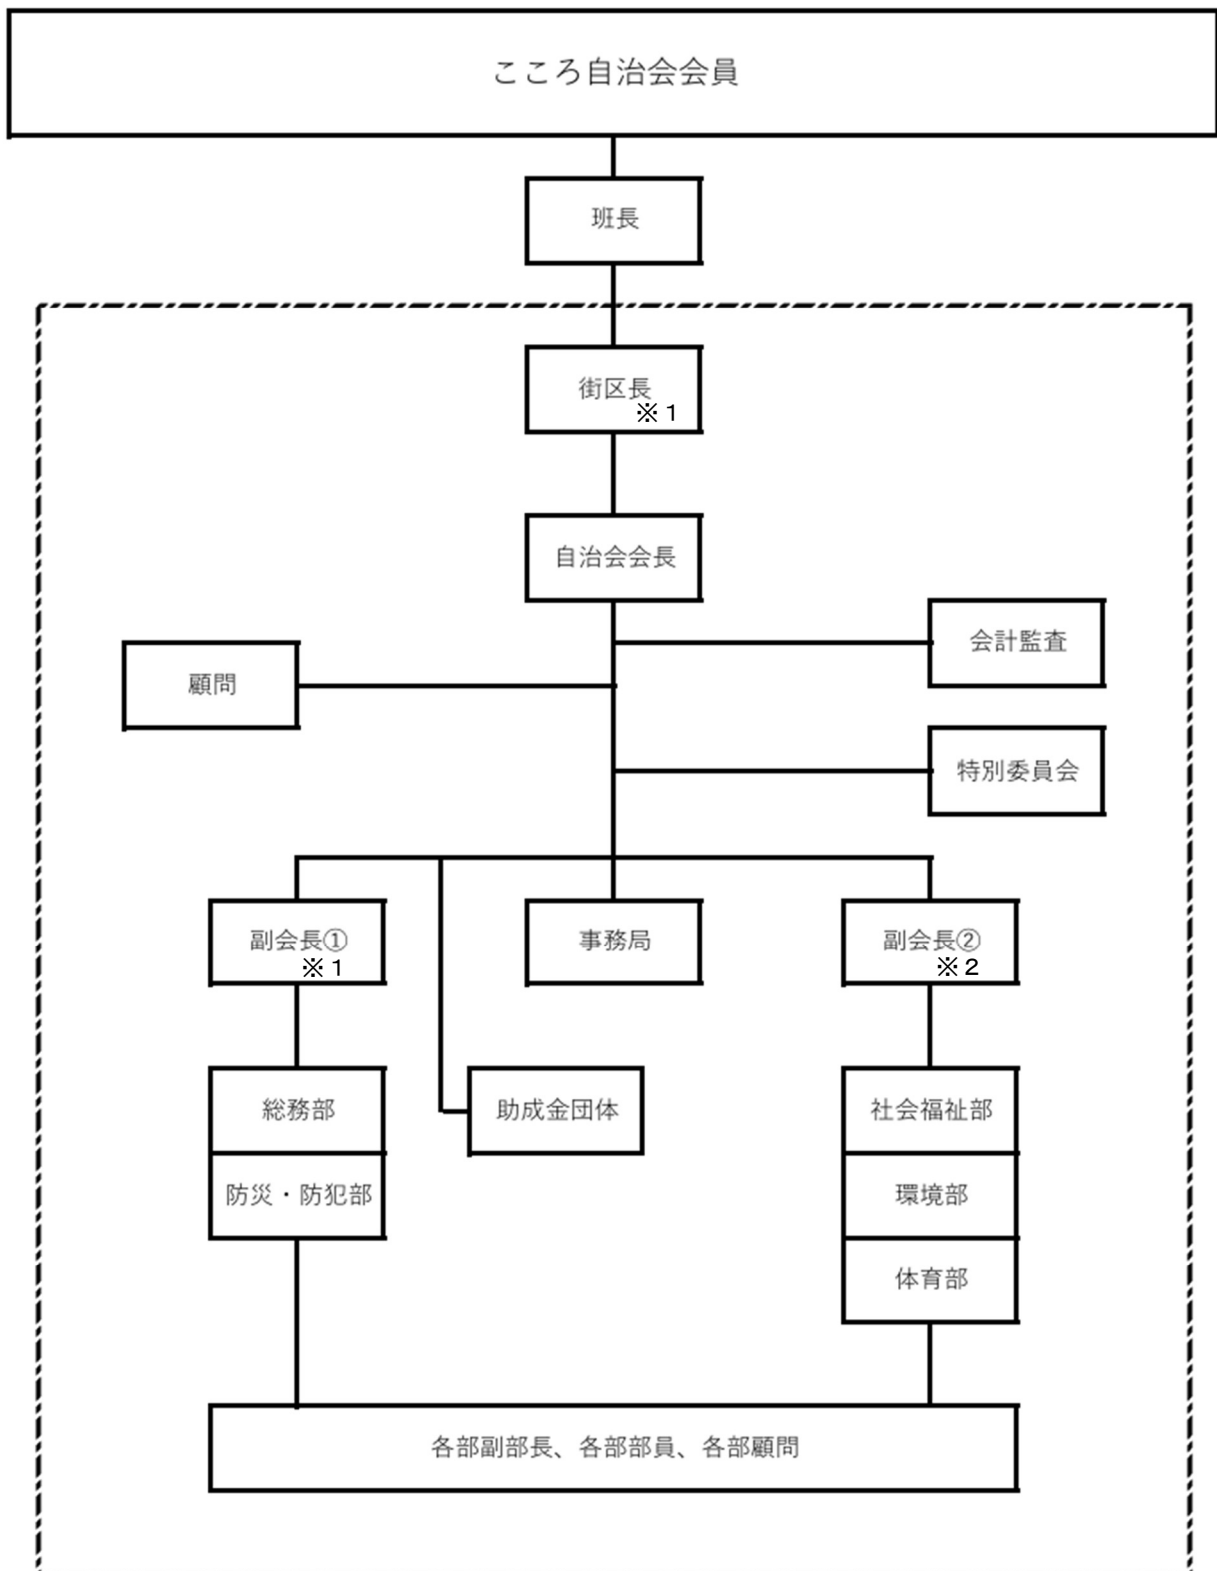 こころ自治会会員
班長
街区長
※1
自治会会長
会計監査
顧問
特別委員会
副会長①
※1
事務局
副会長②
※2
総務部
助成金団体
社会福祉部
防災・防犯部
環境部
体育部
各部副部長、各部部員、各部顧問